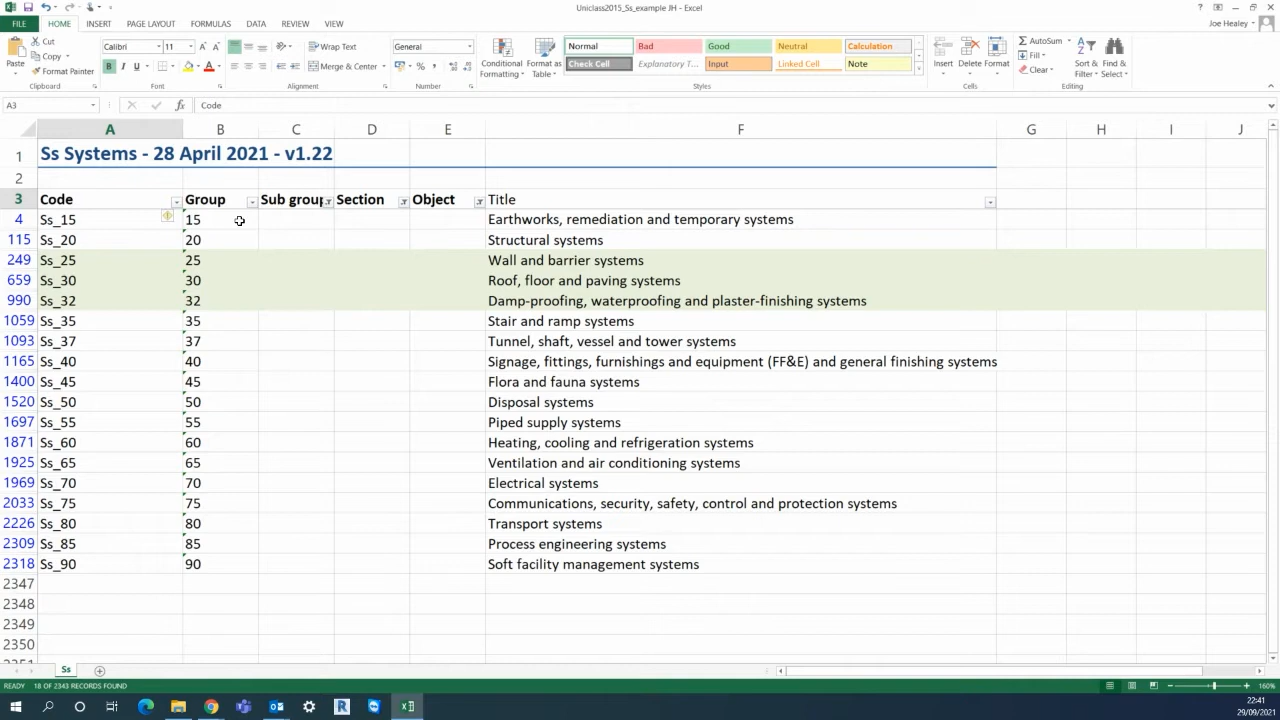 Uniclass2015_Ss_example JH - Excel
FILE HOME INSERT PAGE LAYOUT FORMULAS DATA REVIEW VIEW
Joe Healey
Paste
Cut
Copy
Format Painter
Clipboard
Calibri 11
B I U
Font
Wrap Text
Merge & Center
Alignment
General
Number
Conditional Formatting
Format as Table
Normal Bad Good Neutral Calculation
Check Cell Explanatory T... Input Linked Cell Note
Styles
Insert Delete Format
Cells
AutoSum
Fill
Clear
Sort & Filter
Find & Select
Editing
A3 fx Code
A B C D E F G H I J
1 Ss Systems - 28 April 2021 - v1.22
2
3 Code Group Sub group Section Object Title
4 Ss_15 15 Earthworks, remediation and temporary systems
115 Ss_20 20 Structural systems
249 Ss_25 25 Wall and barrier systems
659 Ss_30 30 Roof, floor and paving systems
990 Ss_32 32 Damp-proofing, waterproofing and plaster-finishing systems
1059 Ss_35 35 Stair and ramp systems
1093 Ss_37 37 Tunnel, shaft, vessel and tower systems
1165 Ss_40 40 Signage, fittings, furnishings and equipment (FF&E) and general finishing systems
1400 Ss_45 45 Flora and fauna systems
1520 Ss_50 50 Disposal systems
1697 Ss_55 55 Piped supply systems
1871 Ss_60 60 Heating, cooling and refrigeration systems
1925 Ss_65 65 Ventilation and air conditioning systems
1969 Ss_70 70 Electrical systems
2033 Ss_75 75 Communications, security, safety, control and protection systems
2226 Ss_80 80 Transport systems
2309 Ss_85 85 Process engineering systems
2318 Ss_90 90 Soft facility management systems
2347
2348
2349
2350
2351
Ss
READY 18 OF 2343 RECORDS FOUND
160%
22:41
29/09/2021